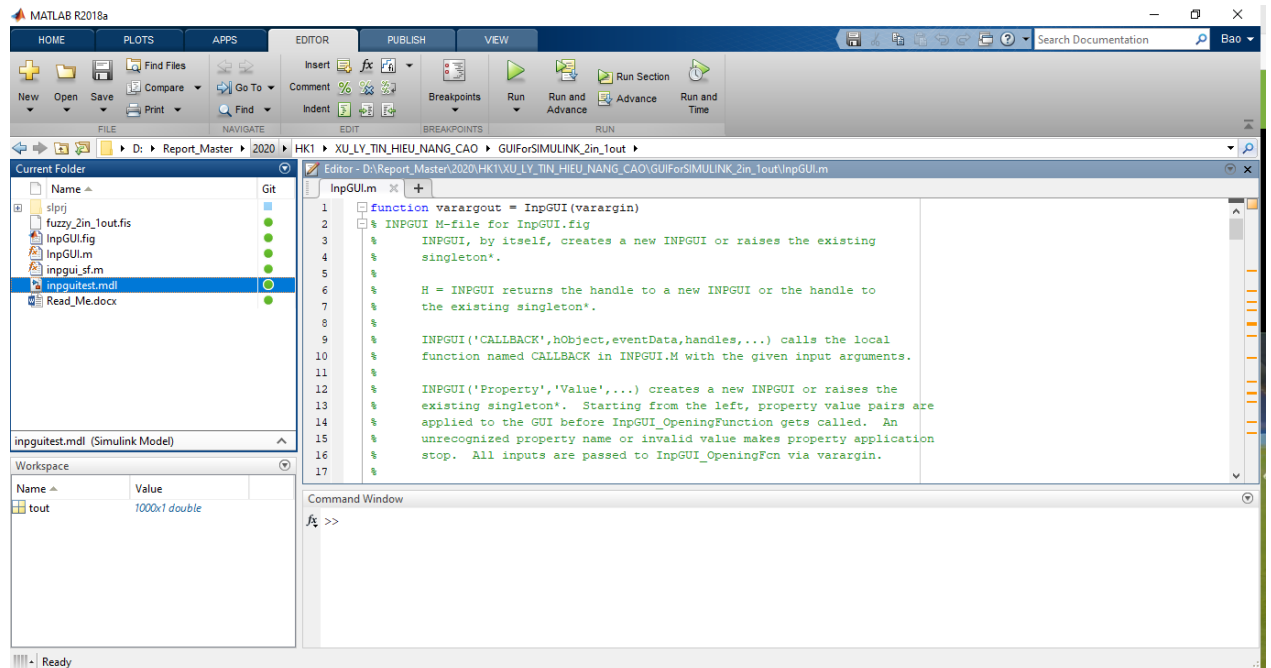 MATLAB R2018a
HOME PLOTS APPS EDITOR PUBLISH VIEW Search Documentation Bao
New Open Save Find Files Compare Print Go To Find Insert Comment Indent Breakpoints Run Run and Advance Run Section Advance Run and Time
FILE NAVIGATE EDIT BREAKPOINTS RUN
D: Report_Master 2020 HK1 XU_LY_TIN_HIEU_NANG_CAO GUIForSIMULINK_2in_1out
Current Folder
Name Git
slprj
fuzzy_2in_1out.fis
InpGUI.fig
InpGUI.m
inpgui_sf.m
inpguitest.mdl
Read_Me.docx
inpguitest.mdl (Simulink Model)
Workspace
Name Value
tout 1000x1 double
Editor - D:\Report_Master\2020\HK1\XU_LY_TIN_HIEU_NANG_CAO\GUIForSIMULINK_2in_1out\InpGUI.m
InpGUI.m
1 function varargout = InpGUI(varargin)
2 % INPGUI M-file for InpGUI.fig
3 % INPGUI, by itself, creates a new INPGUI or raises the existing
4 % singleton*.
5 %
6 % H = INPGUI returns the handle to a new INPGUI or the handle to
7 % the existing singleton*.
8 %
9 % INPGUI('CALLBACK',hObject,eventData,handles,...) calls the local
10 % function named CALLBACK in INPGUI.M with the given input arguments.
11 %
12 % INPGUI('Property','Value',...) creates a new INPGUI or raises the
13 % existing singleton*.  Starting from the left, property value pairs are
14 % applied to the GUI before InpGUI_OpeningFunction gets called.  An
15 % unrecognized property name or invalid value makes property application
16 % stop.  All inputs are passed to InpGUI_OpeningFcn via varargin.
17 %
Command Window
fx >>
Ready